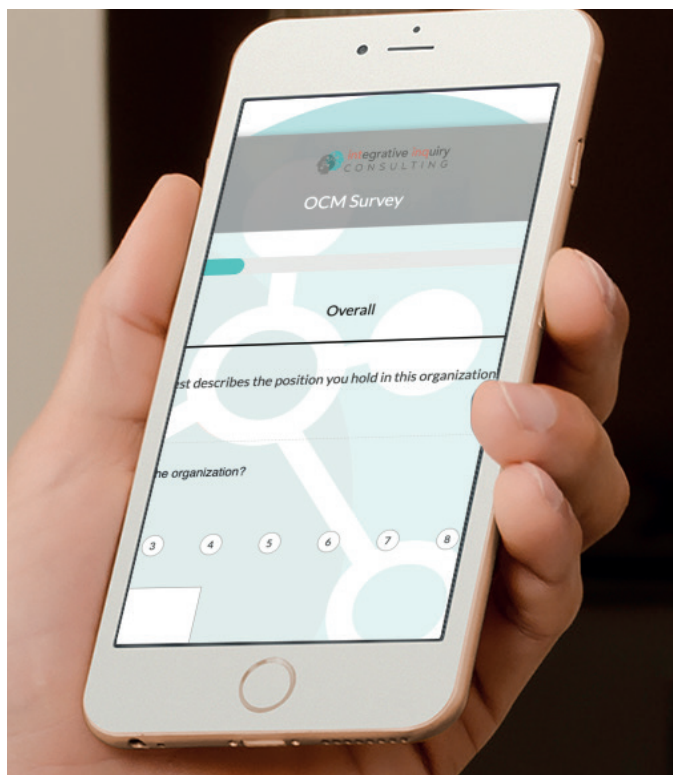 integrative inquiry
CONSULTING
OCM Survey
Overall
est describes the position you hold in this organization
he organization?
3 4 5 6 7 8